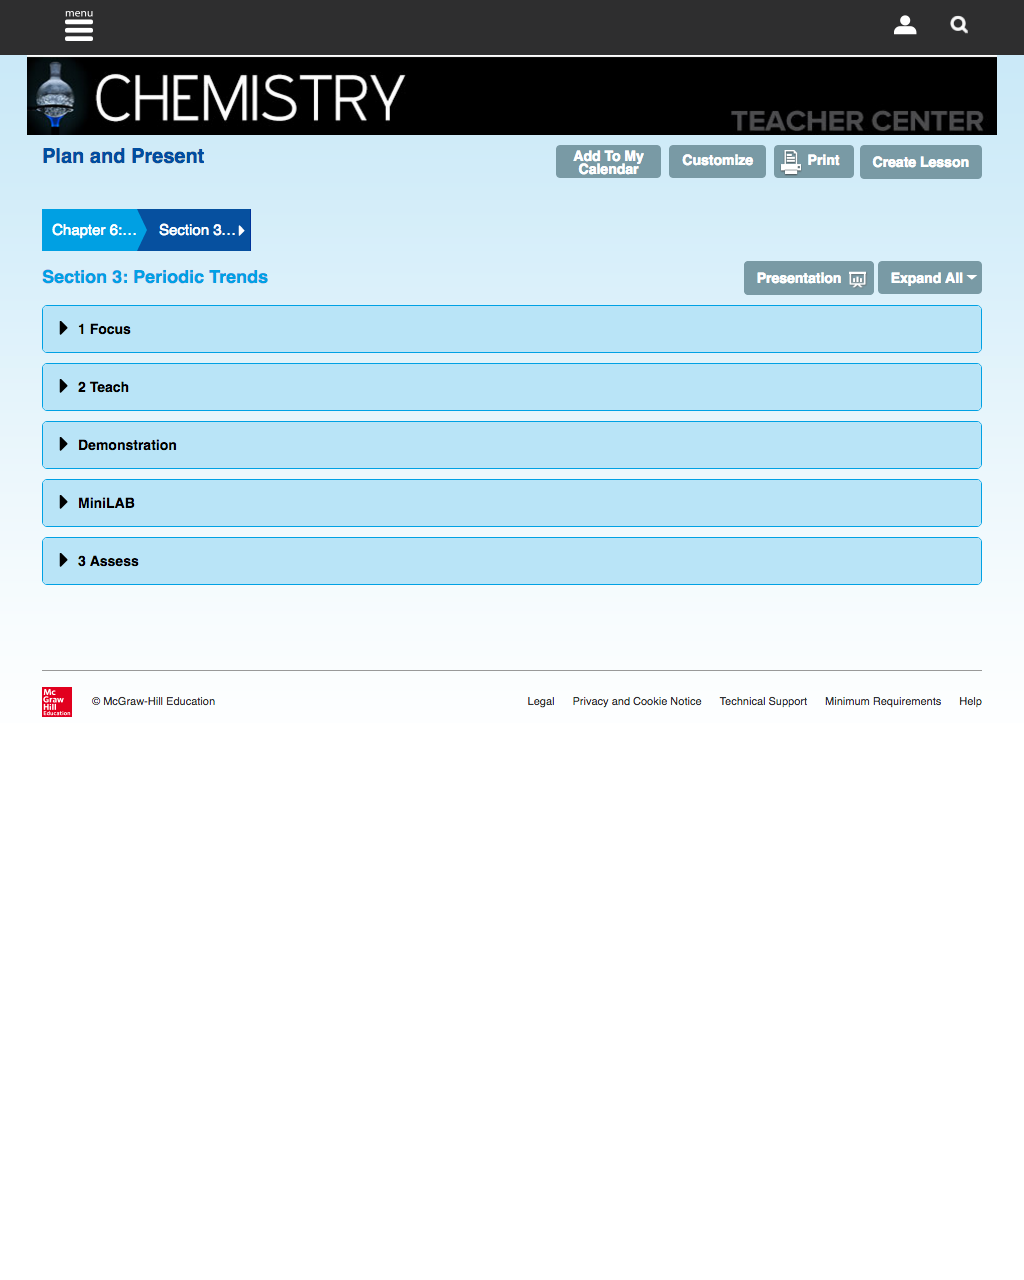 menu
CHEMISTRY
TEACHER CENTER
Plan and Present
Add To My
Calendar
Customize
Print
Create Lesson
Chapter 6:...
Section 3...
Section 3: Periodic Trends
Presentation
Expand All
1 Focus
2 Teach
Demonstration
MiniLAB
3 Assess
Mc
Graw
Hill
Education
© McGraw-Hill Education
Legal
Privacy and Cookie Notice
Technical Support
Minimum Requirements
Help